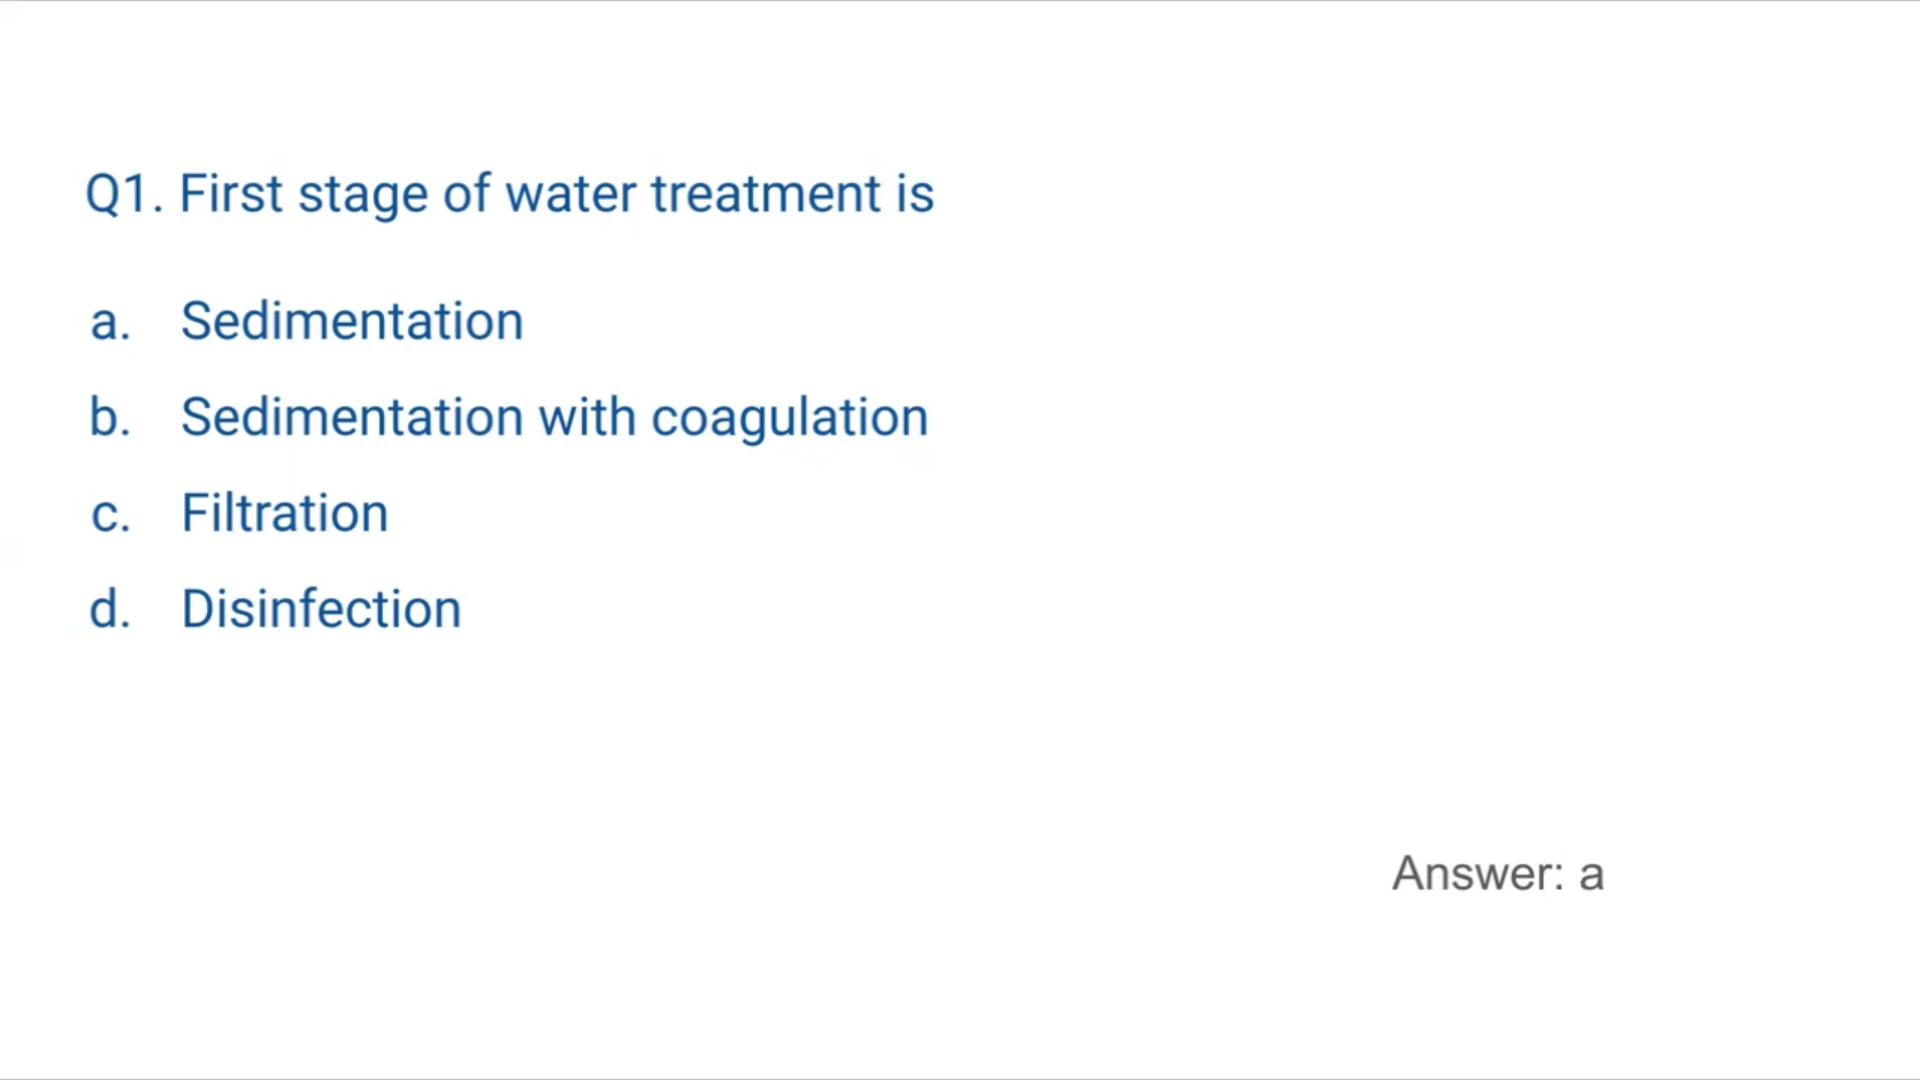 Q1. First stage of water treatment is
a. Sedimentation
b. Sedimentation with coagulation
c. Filtration
d. Disinfection
Answer: a